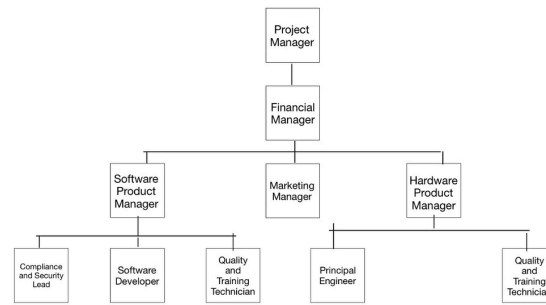 Project
Manager
Financial
Manager
Software
Product
Manager
Marketing
Manager
Hardware
Product
Manager
Compliance
and Security
Lead
Software
Developer
Quality
and
Training
Technician
Principal
Engineer
Quality
and
Training
Technician